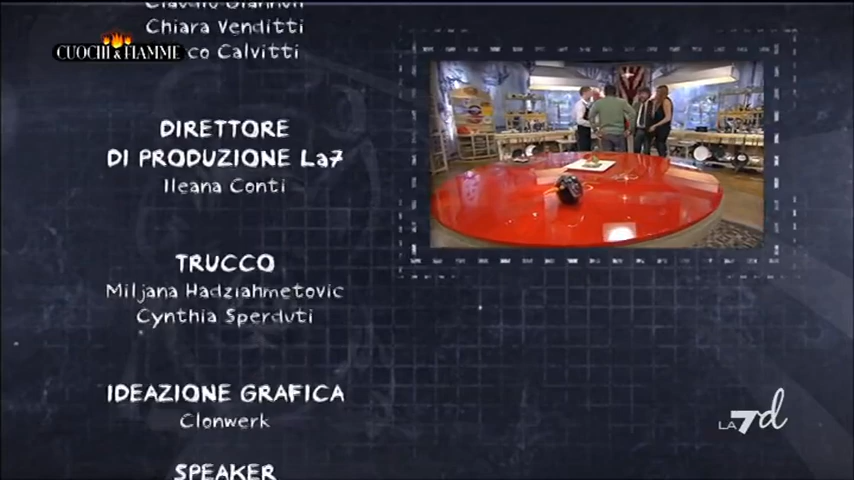 Chiara Venditti
CUOCHI & FIAMME
co Calvitti
DIRETTORE
DI PRODUZIONE La7
Ileana Conti
TRUCCO
Miljana Hadziahmetovic
Cynthia Sperduti
IDEAZIONE GRAFICA
Clonwerk
SPEAKER
LA7d